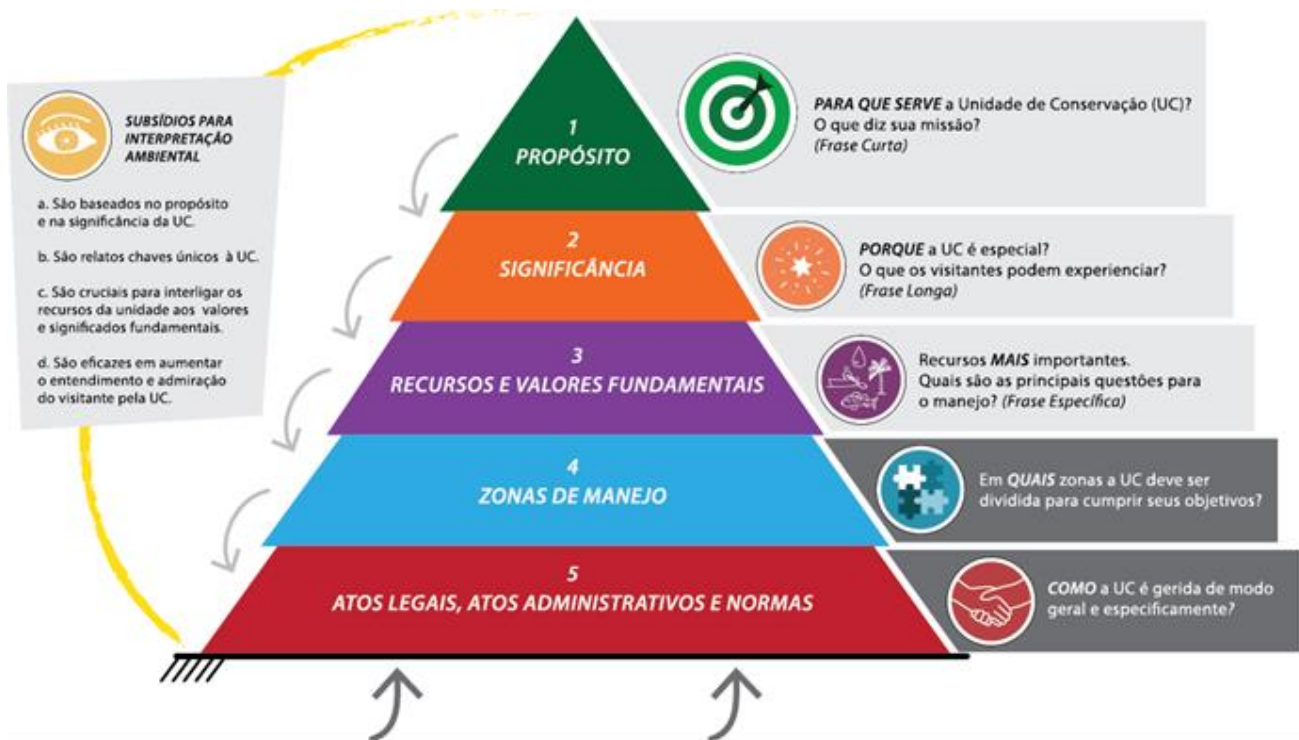 SUBSÍDIOS PARA
INTERPRETAÇÃO
AMBIENTAL
a. São baseados no propósito
e na significância da UC.
b. São relatos chaves únicos à UC.
c. São cruciais para interligar os
recursos da unidade aos valores
e significados fundamentais.
d. São eficazes em aumentar
o entendimento e admiração
do visitante pela UC.
1
PROPÓSITO
PARA QUE SERVE a Unidade de Conservação (UC)?
O que diz sua missão?
(Frase Curta)
2
SIGNIFICÂNCIA
PORQUE a UC é especial?
O que os visitantes podem experienciar?
(Frase Longa)
3
RECURSOS E VALORES FUNDAMENTAIS
Recursos MAIS importantes.
Quais são as principais questões para
o manejo? (Frase Específica)
4
ZONAS DE MANEJO
Em QUAIS zonas a UC deve ser
dividida para cumprir seus objetivos?
5
ATOS LEGAIS, ATOS ADMINISTRATIVOS E NORMAS
COMO a UC é gerida de modo
geral e especificamente?